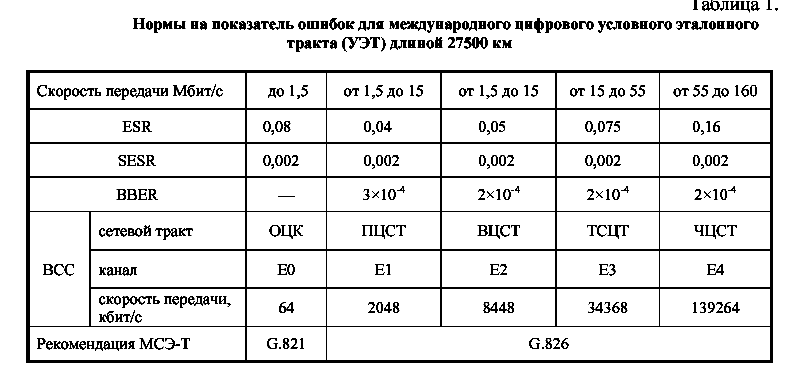 Таблица 1.
Нормы на показатель ошибок для международного цифрового условного эталонного
тракта (УЭТ) длиной 27500 км
Скорость передачи Мбит/с до 1,5 от 1,5 до 15 от 1,5 до 15 от 15 до 55 от 55 до 160
ESR 0,08 0,04 0,05 0,075 0,16
SESR 0,002 0,002 0,002 0,002 0,002
BBER — 3×10⁻⁴ 2×10⁻⁴ 2×10⁻⁴ 2×10⁻⁴
ВСС
сетевой тракт ОЦК ПЦСТ ВЦСТ ТСЦТ ЧЦСТ
канал E0 E1 E2 E3 E4
скорость передачи,
кбит/с 64 2048 8448 34368 139264
Рекомендация МСЭ-Т G.821 G.826